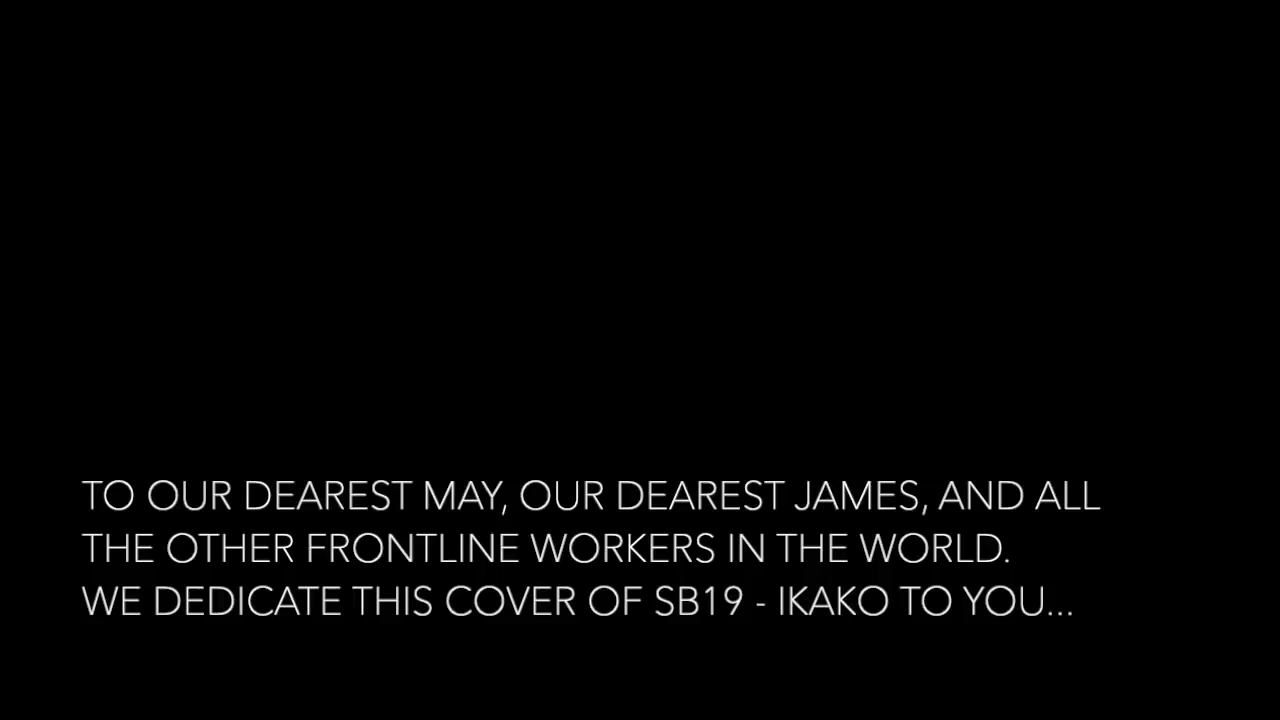 TO OUR DEAREST MAY, OUR DEAREST JAMES, AND ALL
THE OTHER FRONTLINE WORKERS IN THE WORLD.
WE DEDICATE THIS COVER OF SB19 - IKAKO TO YOU...